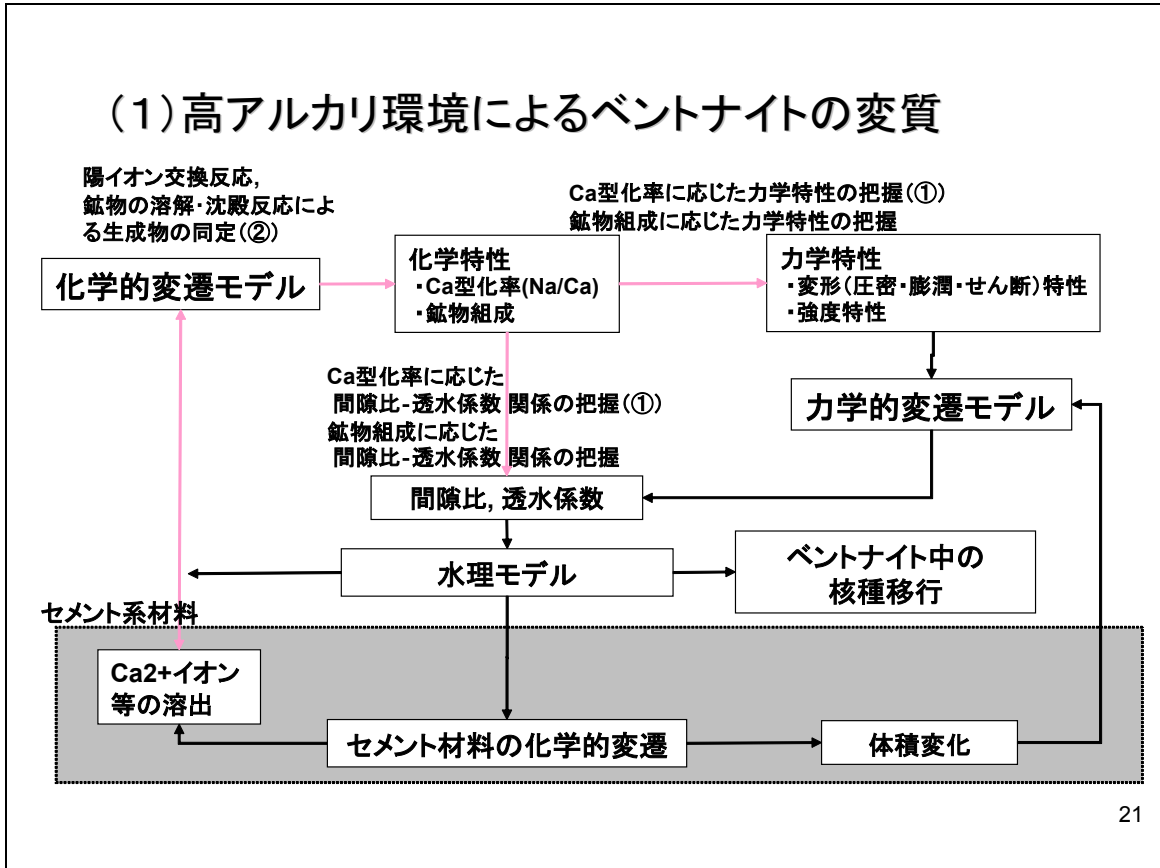 （１）高アルカリ環境によるベントナイトの変質
陽イオン交換反応,
鉱物の溶解・沈殿反応によ
る生成物の同定(②)
Ca型化率に応じた力学特性の把握(①)
鉱物組成に応じた力学特性の把握
化学的変遷モデル
化学特性
・Ca型化率(Na/Ca)
・鉱物組成
力学特性
・変形(圧密・膨潤・せん断)特性
・強度特性
Ca型化率に応じた
間隙比-透水係数 関係の把握(①)
鉱物組成に応じた
間隙比-透水係数 関係の把握
力学的変遷モデル
間隙比, 透水係数
水理モデル
ベントナイト中の
核種移行
セメント系材料
Ca2+イオン
等の溶出
セメント材料の化学的変遷
体積変化
21